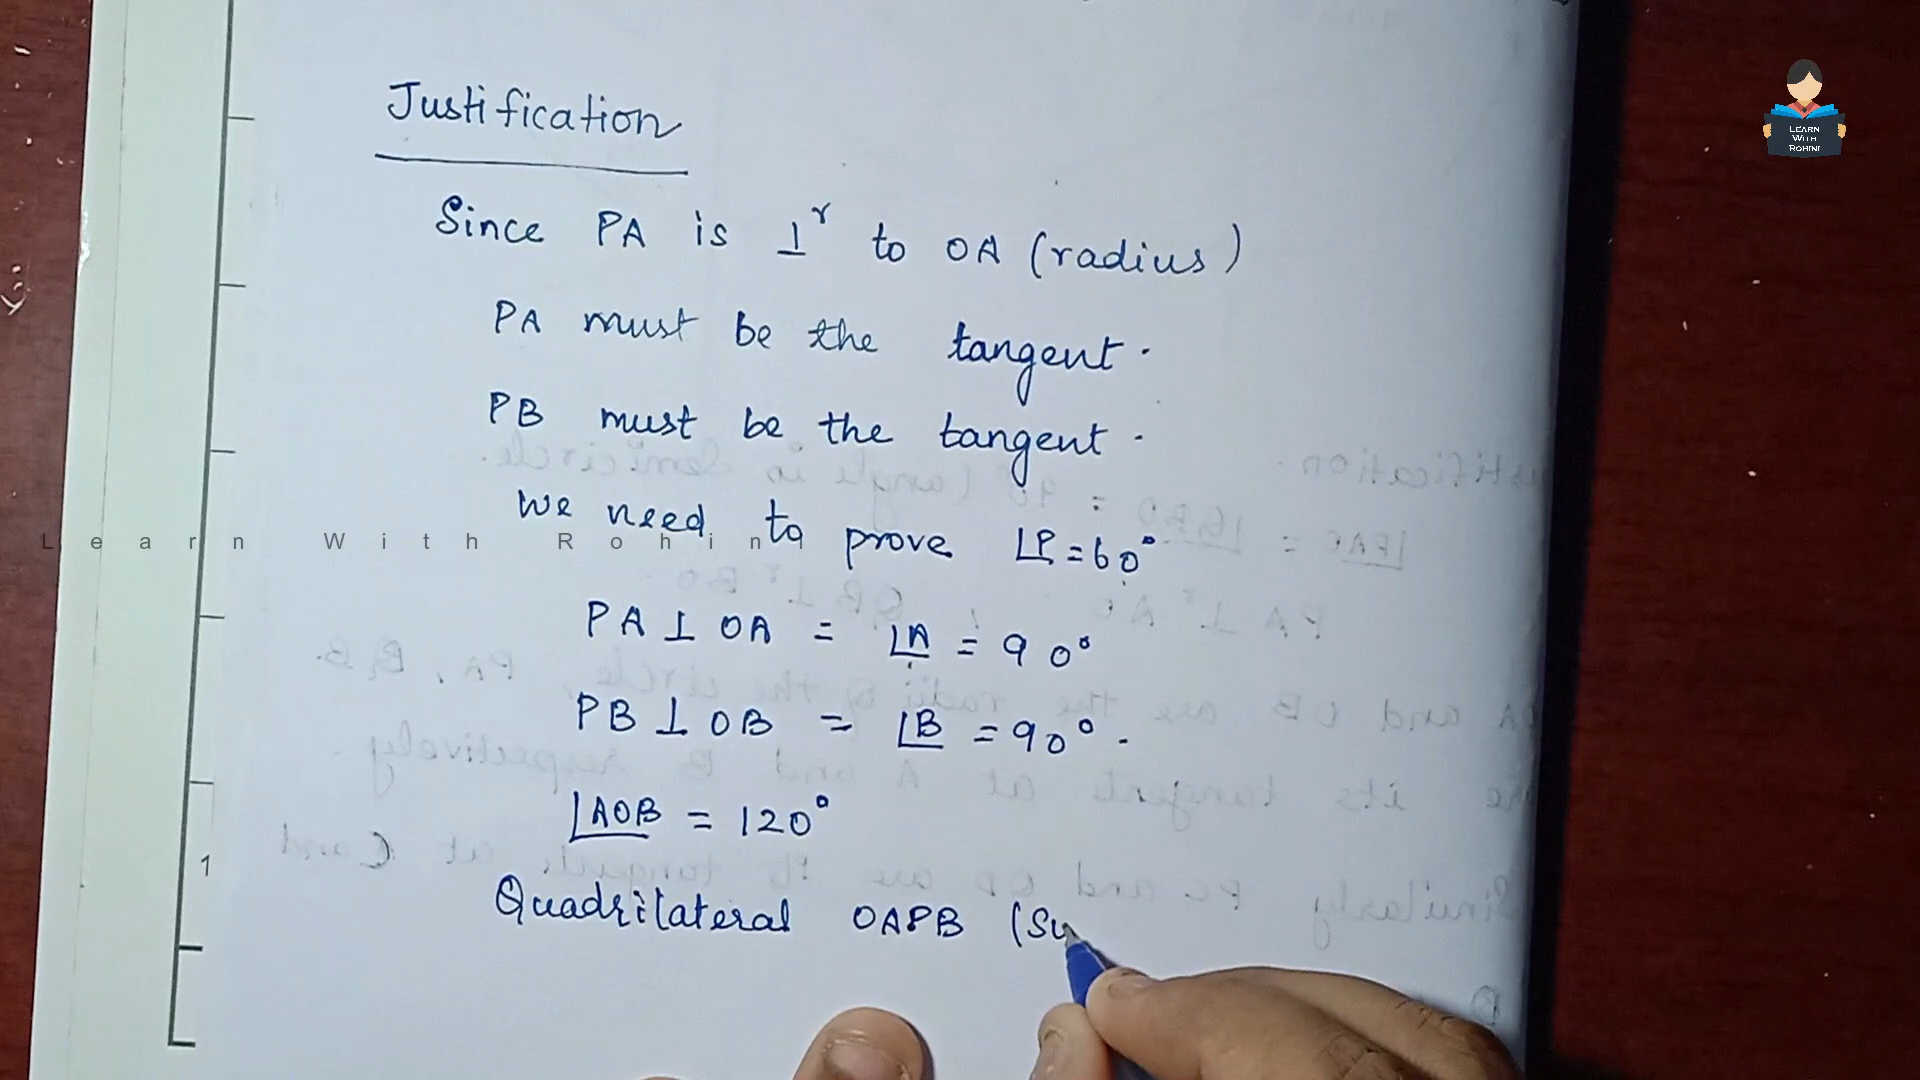 Justification
Since PA is ⊥ʳ to OA (radius)
PA must be the tangent.
PB must be the tangent.
We need to prove ∠P = 60°
PA ⊥ OA = ∠A = 90°
PB ⊥ OB = ∠B = 90°.
∠AOB = 120°
Quadrilateral OAPB (Su
1
Learn With Rohini
LEARN
WITH
ROHINI